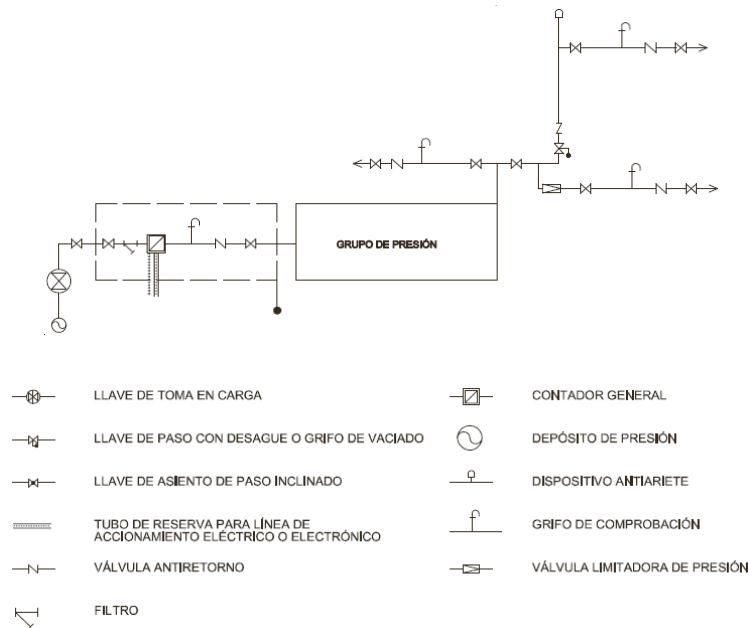 GRUPO DE PRESIÓN
LLAVE DE TOMA EN CARGA
LLAVE DE PASO CON DESAGUE O GRIFO DE VACIADO
LLAVE DE ASIENTO DE PASO INCLINADO
TUBO DE RESERVA PARA LÍNEA DE
ACCIONAMIENTO ELÉCTRICO O ELECTRÓNICO
VÁLVULA ANTIRETORNO
FILTRO
CONTADOR GENERAL
DEPÓSITO DE PRESIÓN
DISPOSITIVO ANTIARIETE
GRIFO DE COMPROBACIÓN
VÁLVULA LIMITADORA DE PRESIÓN